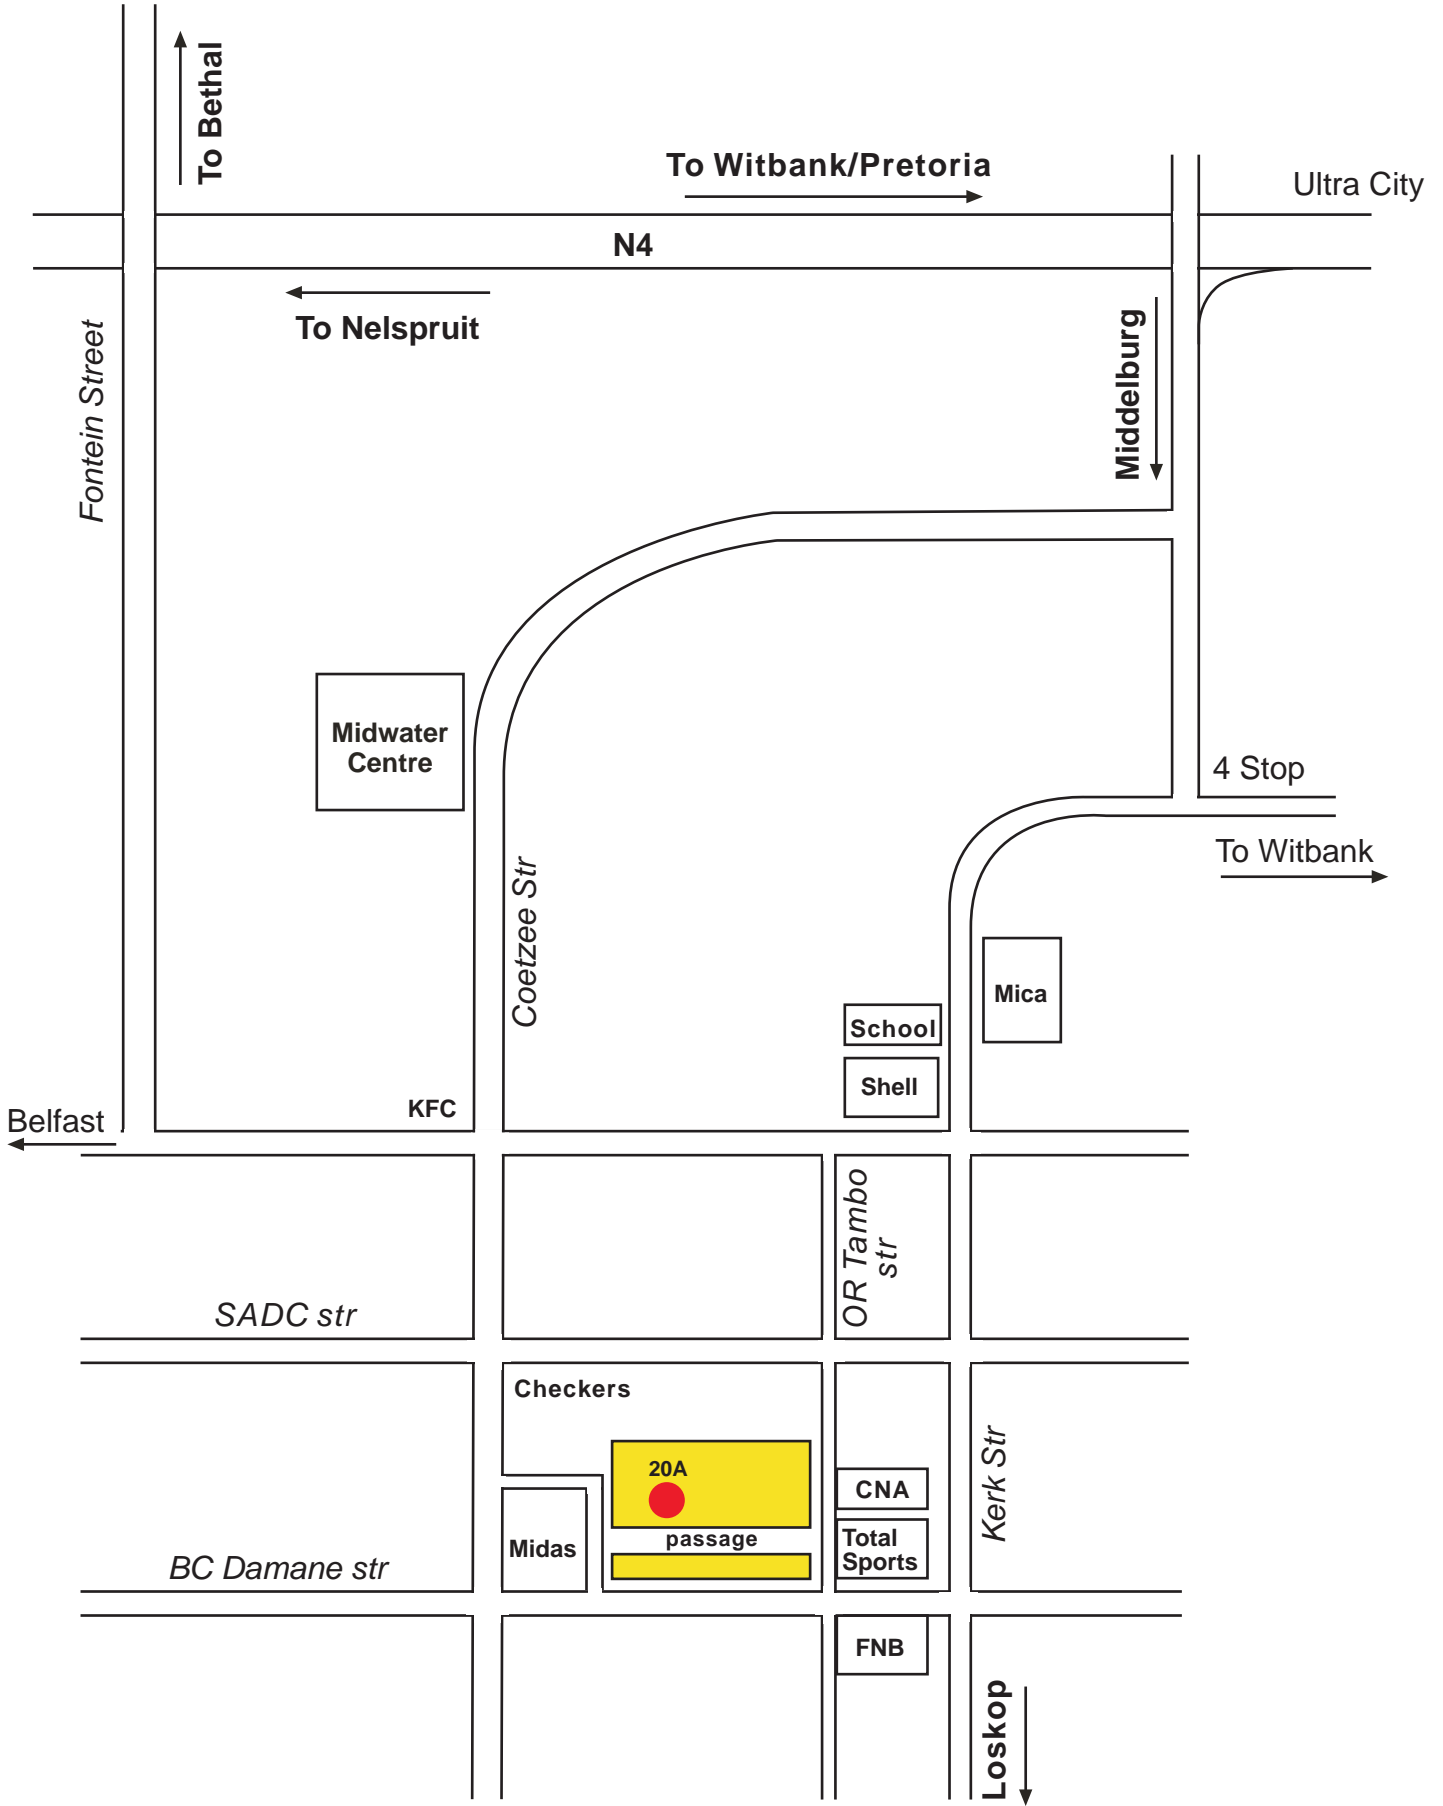 To Bethal
To Witbank/Pretoria
Ultra City
N4
To Nelspruit
Middelburg
Fontein Street
Midwater
Centre
4 Stop
To Witbank
Coetzee Str
Mica
School
Shell
KFC
Belfast
OR Tambo
str
SADC str
Checkers
Kerk Str
20A
CNA
passage
Total
Sports
Midas
BC Damane str
FNB
Loskop